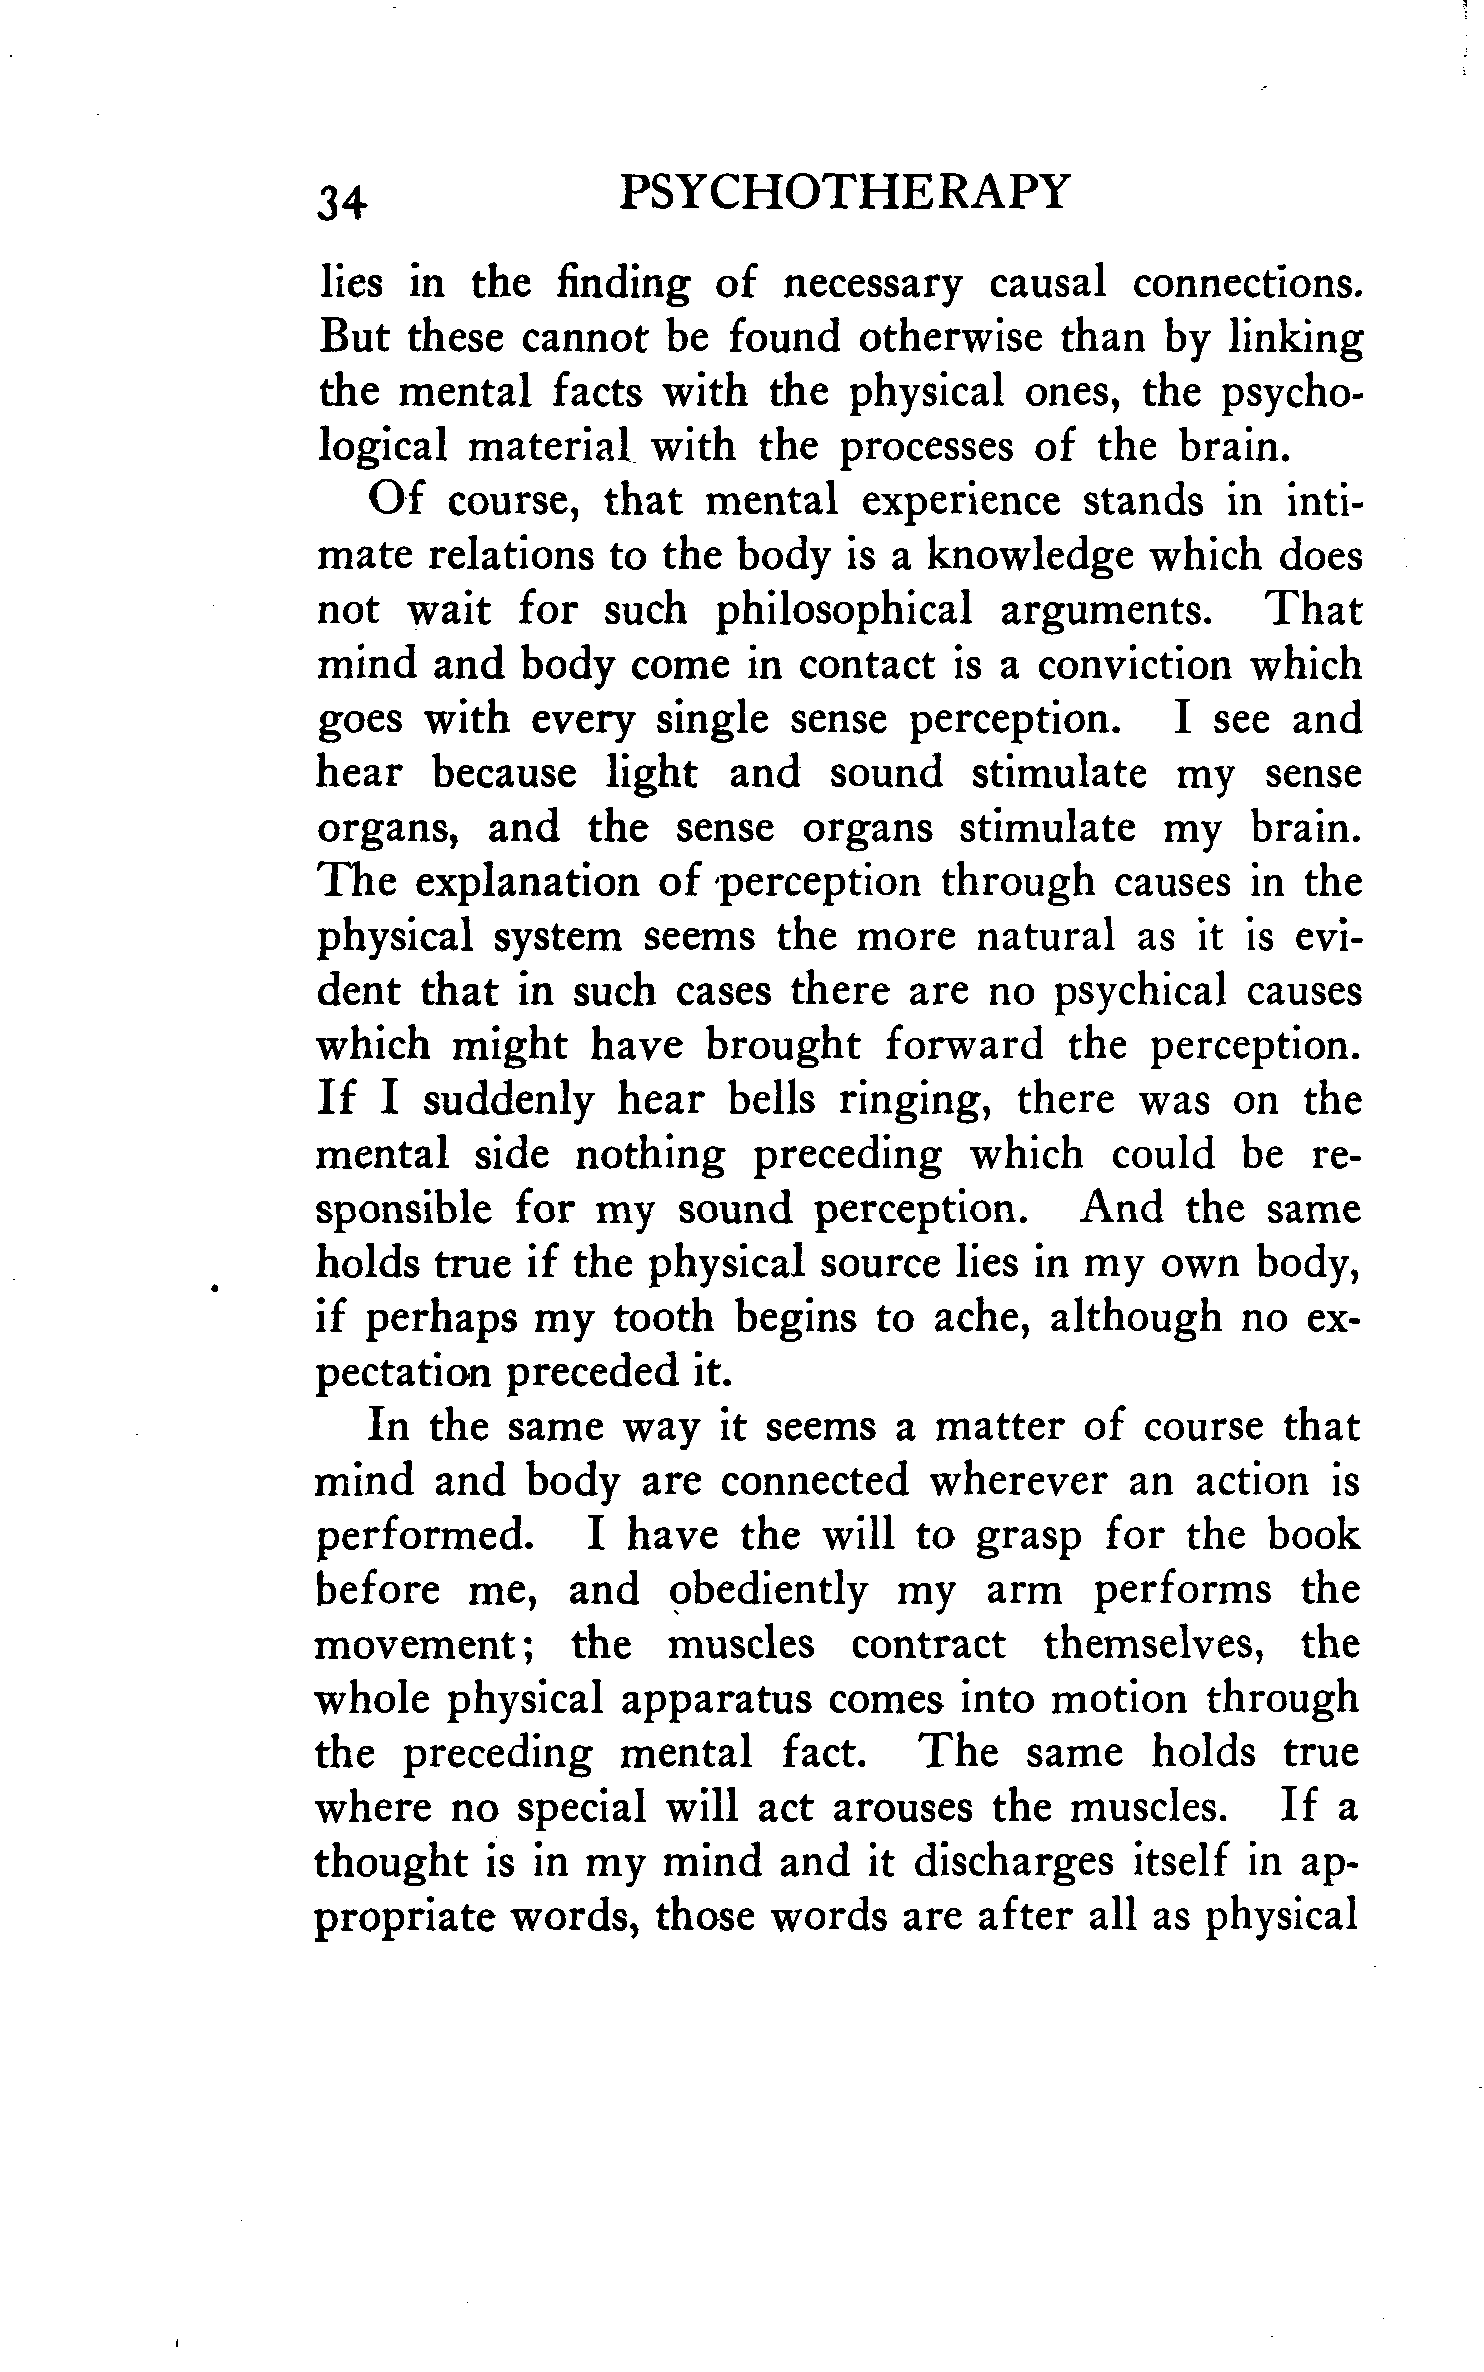 34 PSYCHOTHERAPY
lies in the finding of necessary causal connections.
But these cannot be found otherwise than by linking
the mental facts with the physical ones, the psycho-
logical material with the processes of the brain.
Of course, that mental experience stands in inti-
mate relations to the body is a knowledge which does
not wait for such philosophical arguments. That
mind and body come in contact is a conviction which
goes with every single sense perception. I see and
hear because light and sound stimulate my sense
organs, and the sense organs stimulate my brain.
The explanation of perception through causes in the
physical system seems the more natural as it is evi-
dent that in such cases there are no psychical causes
which might have brought forward the perception.
If I suddenly hear bells ringing, there was on the
mental side nothing preceding which could be re-
sponsible for my sound perception. And the same
holds true if the physical source lies in my own body,
if perhaps my tooth begins to ache, although no ex-
pectation preceded it.
In the same way it seems a matter of course that
mind and body are connected wherever an action is
performed. I have the will to grasp for the book
before me, and obediently my arm performs the
movement; the muscles contract themselves, the
whole physical apparatus comes into motion through
the preceding mental fact. The same holds true
where no special will act arouses the muscles. If a
thought is in my mind and it discharges itself in ap-
propriate words, those words are after all as physical